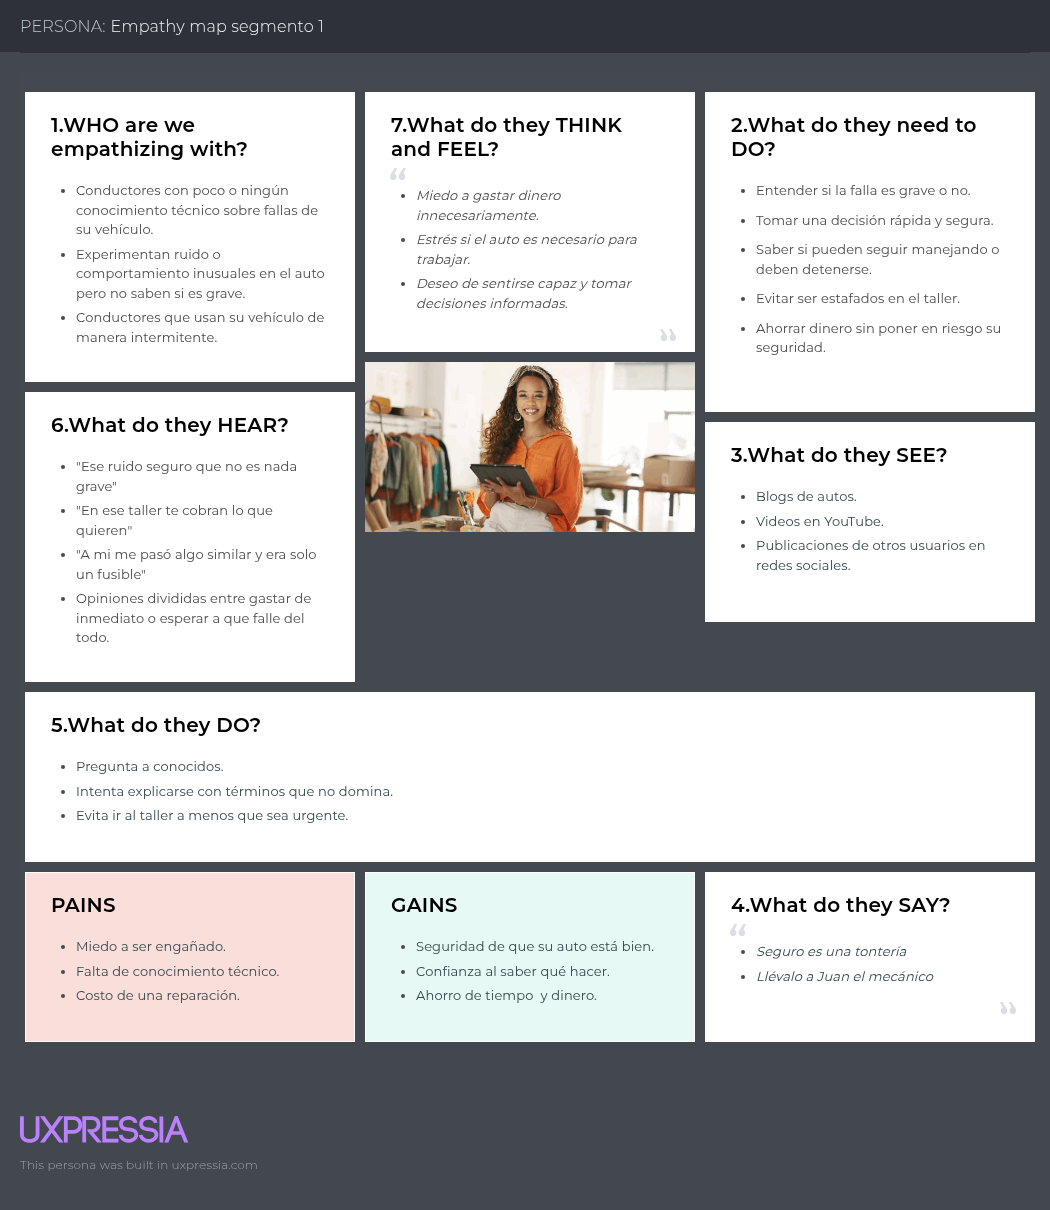 PERSONA: Empathy map segmento 1
1.WHO are we
empathizing with?
Conductores con poco o ningún
conocimiento técnico sobre fallas de
su vehículo.
Experimentan ruido o
comportamiento inusuales en el auto
pero no saben si es grave.
Conductores que usan su vehículo de
manera intermitente.
7.What do they THINK
and FEEL?
“
Miedo a gastar dinero
innecesariamente.
Estrés si el auto es necesario para
trabajar.
Deseo de sentirse capaz y tomar
decisiones informadas.
”
2.What do they need to
DO?
Entender si la falla es grave o no.
Tomar una decisión rápida y segura.
Saber si pueden seguir manejando o
deben detenerse.
Evitar ser estafados en el taller.
Ahorrar dinero sin poner en riesgo su
seguridad.
6.What do they HEAR?
"Ese ruido seguro que no es nada
grave"
"En ese taller te cobran lo que
quieren"
"A mi me pasó algo similar y era solo
un fusible"
Opiniones divididas entre gastar de
inmediato o esperar a que falle del
todo.
3.What do they SEE?
Blogs de autos.
Videos en YouTube.
Publicaciones de otros usuarios en
redes sociales.
5.What do they DO?
Pregunta a conocidos.
Intenta explicarse con términos que no domina.
Evita ir al taller a menos que sea urgente.
PAINS
Miedo a ser engañado.
Falta de conocimiento técnico.
Costo de una reparación.
GAINS
Seguridad de que su auto está bien.
Confianza al saber qué hacer.
Ahorro de tiempo  y dinero.
4.What do they SAY?
“
Seguro es una tontería
Llévalo a Juan el mecánico
”
UXPRESSIA
This persona was built in uxpressia.com